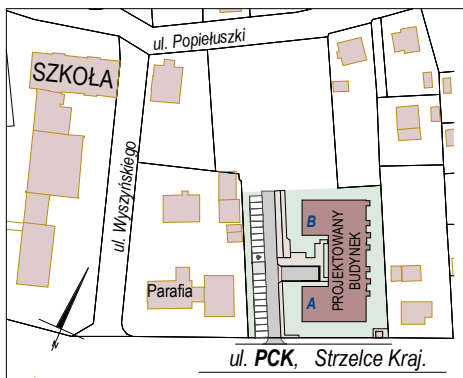 ul. Popiełuszki
SZKOŁA
ul. Wyszyńskiego
B
PROJEKTOWANY
BUDYNEK
Parafia
A
N
ul. PCK, Strzelce Kraj.